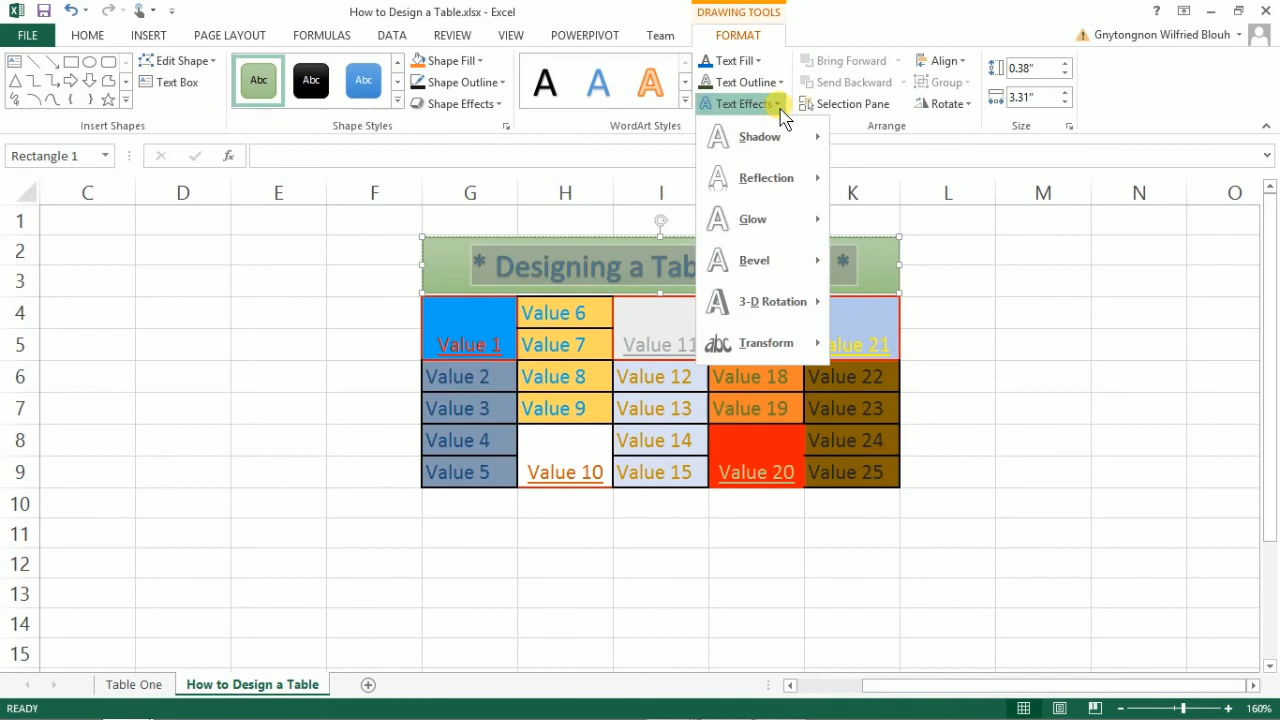 How to Design a Table.xlsx - Excel
DRAWING TOOLS
?
FILE HOME INSERT PAGE LAYOUT FORMULAS DATA REVIEW VIEW POWERPIVOT Team FORMAT Gnytongnon Wilfried Blouh
Edit Shape
Text Box
Insert Shapes
Abc Abc Abc
Shape Fill
Shape Outline
Shape Effects
Shape Styles
A A A
WordArt Styles
Text Fill
Text Outline
Text Effects
Bring Forward
Send Backward
Selection Pane
Align
Group
Rotate
Arrange
0.38"
3.31"
Size
Shadow
Reflection
Glow
Bevel
3-D Rotation
Transform
Rectangle 1 fx
C D E F G H I K L M N O
1
2
3
* Designing a Tab *
4 Value 6
5 Value 1 Value 7 Value 11 alue 21
6 Value 2 Value 8 Value 12 Value 18 Value 22
7 Value 3 Value 9 Value 13 Value 19 Value 23
8 Value 4 Value 14 Value 24
9 Value 5 Value 10 Value 15 Value 20 Value 25
10
11
12
13
14
15
Table One How to Design a Table
READY 160%